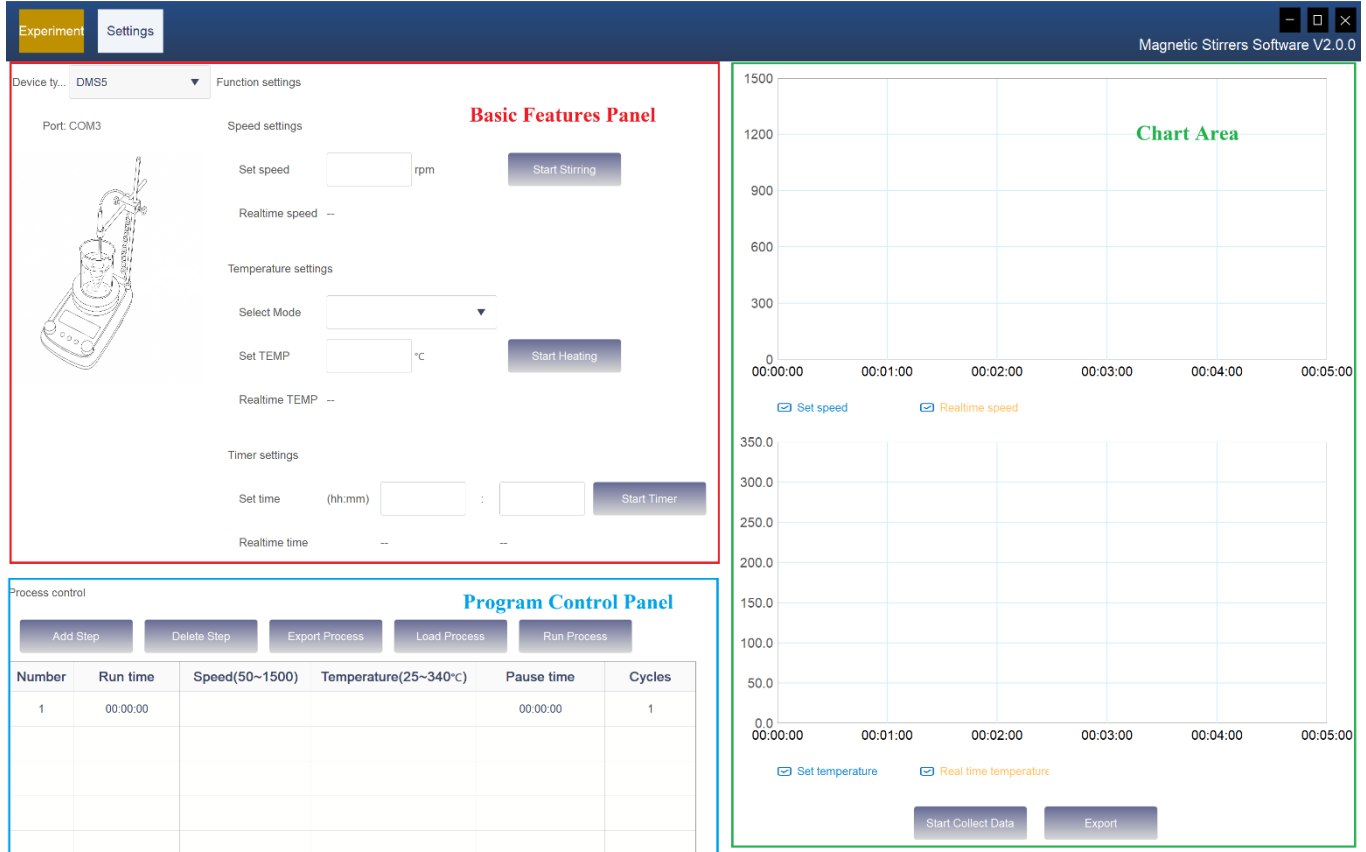 Experiment
Settings
Magnetic Stirrers Software V2.0.0
Device ty...
DMS5
Function settings
Basic Features Panel
Port: COM3
Speed settings
Set speed
rpm
Start Stirring
Realtime speed --
Temperature settings
Select Mode
Set TEMP
°C
Start Heating
Realtime TEMP --
Timer settings
Set time
(hh:mm)
:
Start Timer
Realtime time
--
--
Process control
Program Control Panel
Add Step
Delete Step
Export Process
Load Process
Run Process
Number Run time Speed(50~1500) Temperature(25~340°C) Pause time Cycles
1 00:00:00 00:00:00 1
Chart Area
1500
1200
900
600
300
0
00:00:00 00:01:00 00:02:00 00:03:00 00:04:00 00:05:00
Set speed
Realtime speed
350.0
300.0
250.0
200.0
150.0
100.0
50.0
0.0
00:00:00 00:01:00 00:02:00 00:03:00 00:04:00 00:05:00
Set temperature
Real time temperature
Start Collect Data
Export